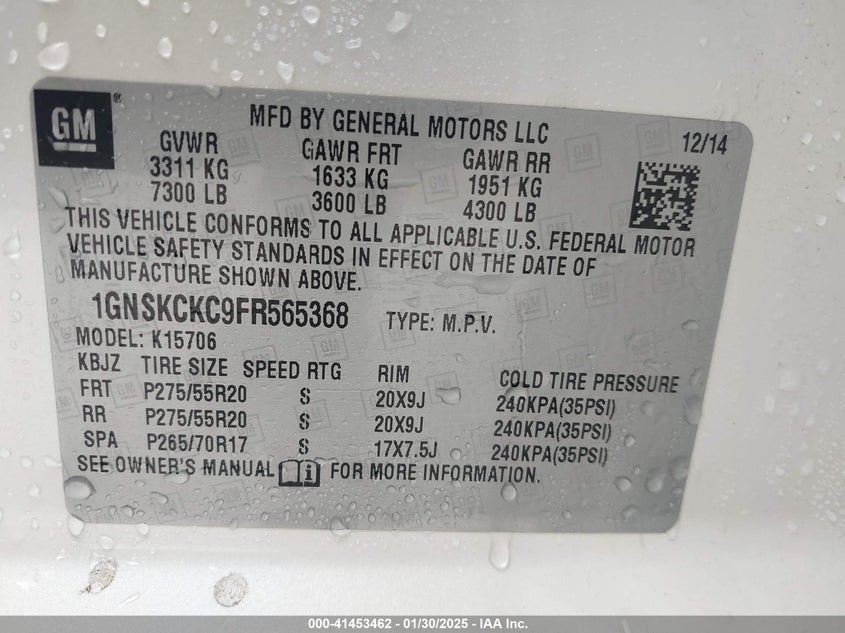 GM®
MFD BY GENERAL MOTORS LLC
12/14
GVWR GAWR FRT GAWR RR
3311 KG 1633 KG 1951 KG
7300 LB 3600 LB 4300 LB
THIS VEHICLE CONFORMS TO ALL APPLICABLE U.S. FEDERAL MOTOR
VEHICLE SAFETY STANDARDS IN EFFECT ON THE DATE OF
MANUFACTURE SHOWN ABOVE.
1GNSKCKC9FR565368 TYPE: M.P.V.
MODEL: K15706
KBJZ TIRE SIZE SPEED RTG RIM COLD TIRE PRESSURE
FRT P275/55R20 S 20X9J 240KPA(35PSI)
RR P275/55R20 S 20X9J 240KPA(35PSI)
SPA P265/70R17 S 17X7.5J 240KPA(35PSI)
SEE OWNER'S MANUAL i FOR MORE INFORMATION.
000-41453462 - 01/30/2025 - IAA Inc.